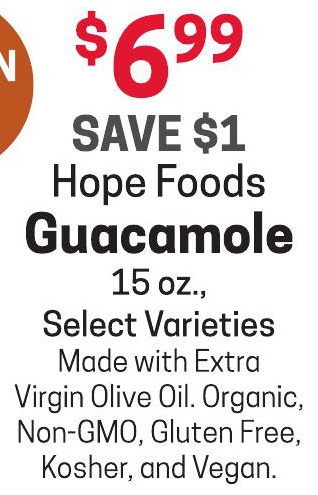 N
$6.99
SAVE $1
Hope Foods
Guacamole
15 oz.,
Select Varieties
Made with Extra
Virgin Olive Oil. Organic,
Non-GMO, Gluten Free,
Kosher, and Vegan.